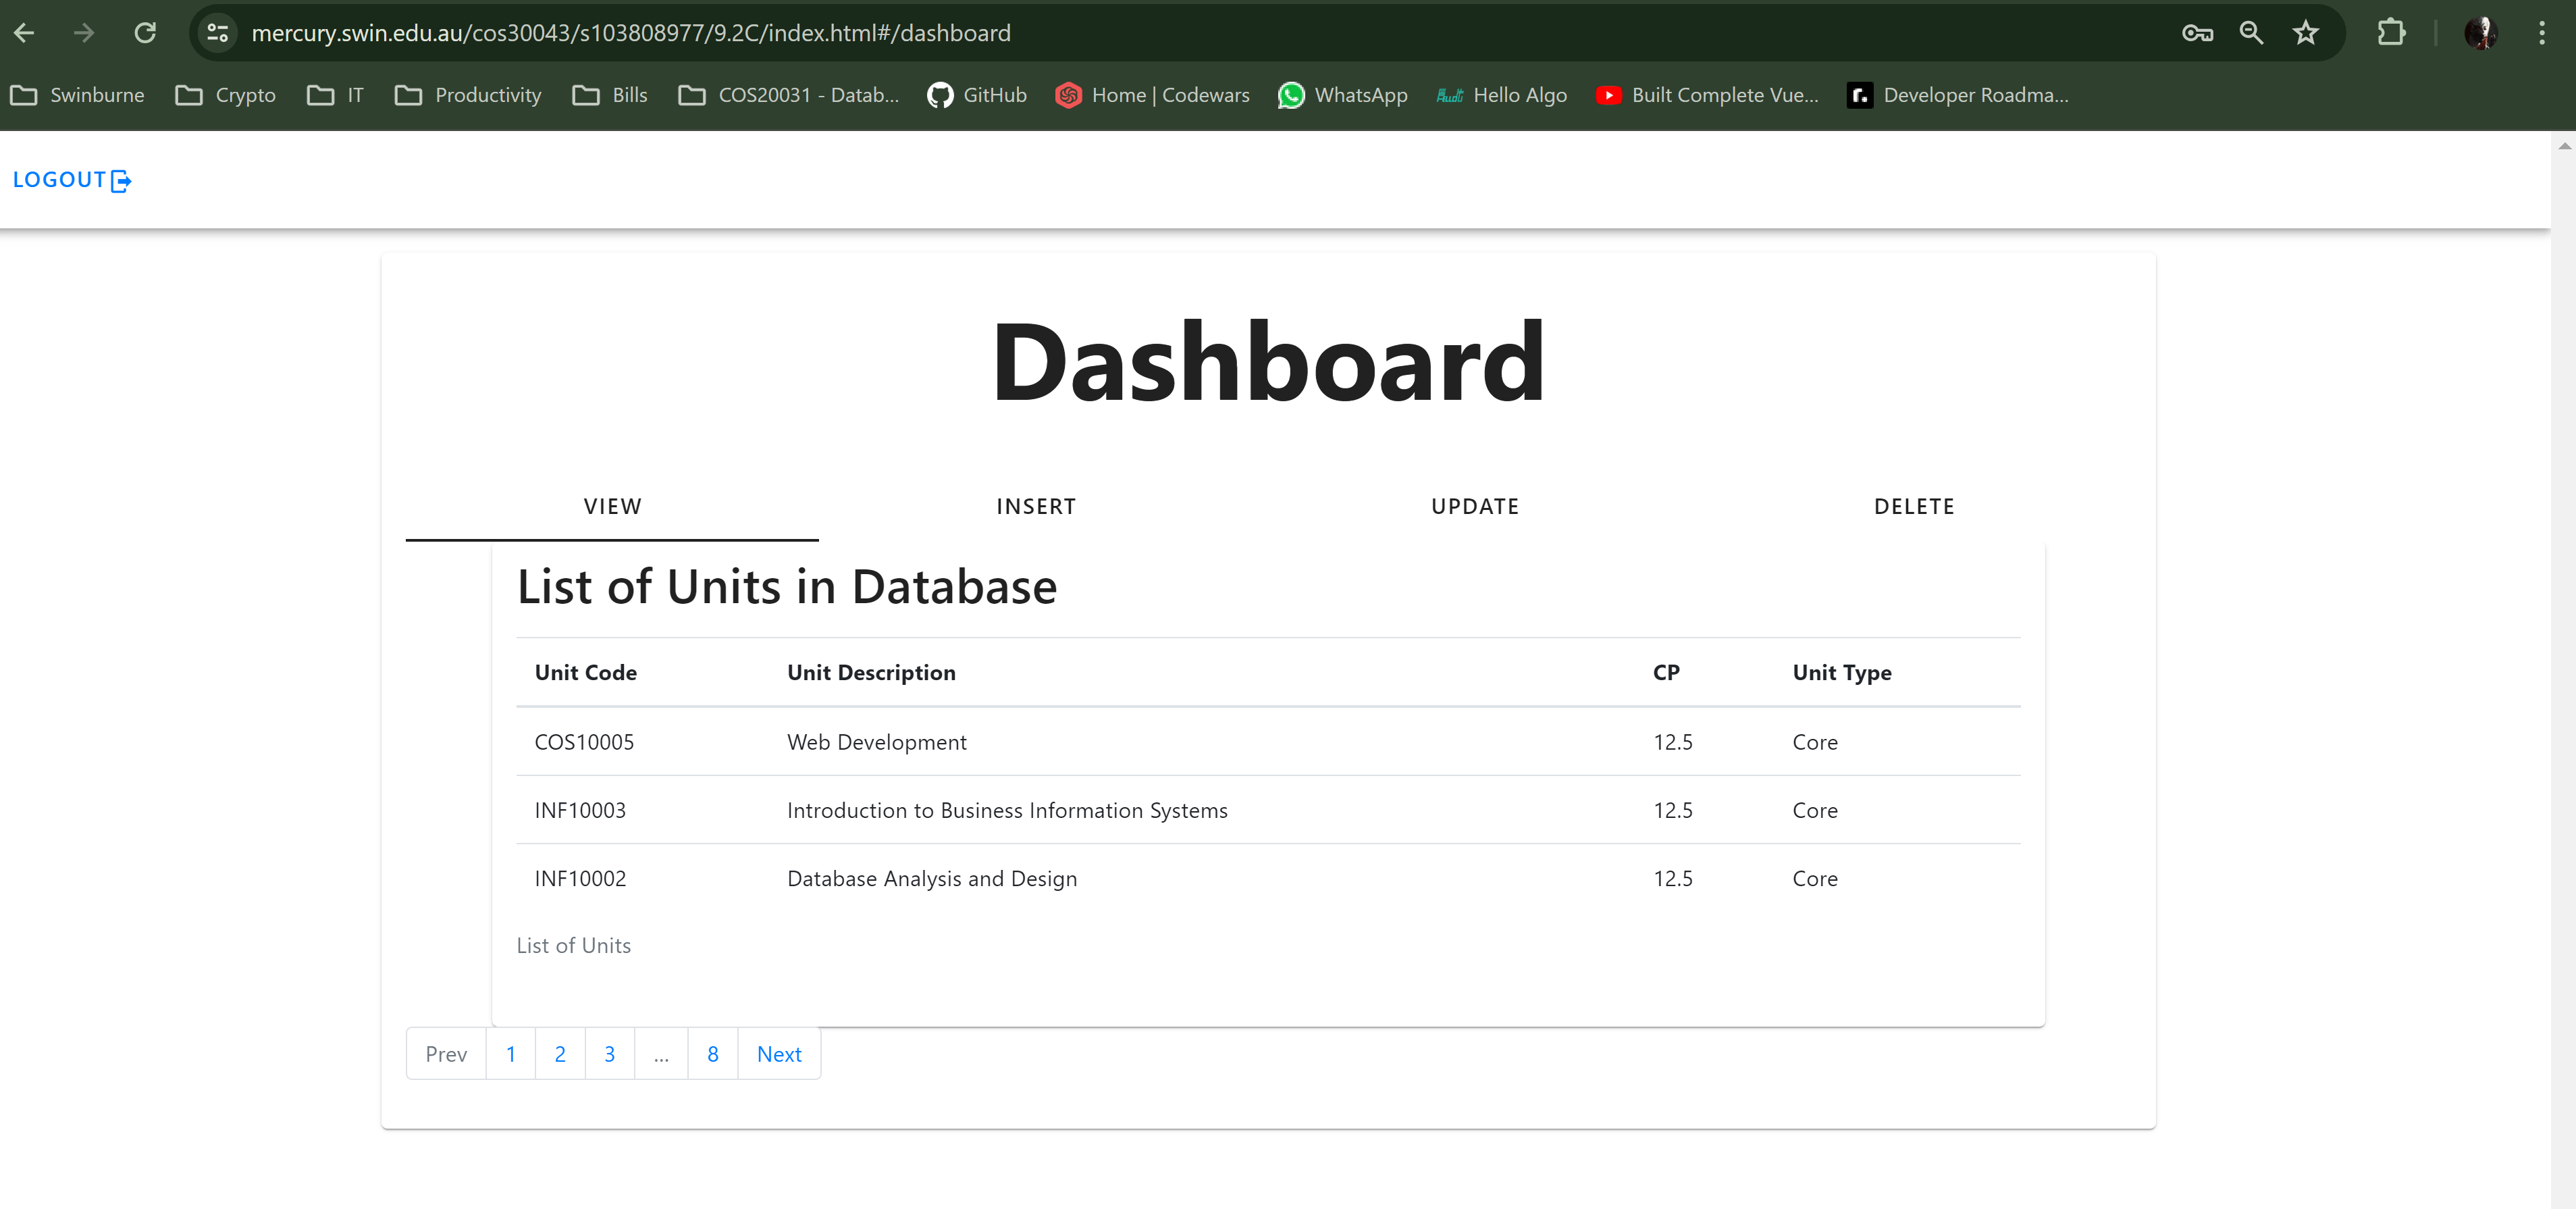 mercury.swin.edu.au/cos30043/s103808977/9.2C/index.html#/dashboard
Swinburne Crypto IT Productivity Bills COS20031 - Datab... GitHub Home | Codewars WhatsApp Hello Algo Built Complete Vue... Developer Roadma...
LOGOUT
Dashboard
VIEW INSERT UPDATE DELETE
List of Units in Database
Unit Code Unit Description CP Unit Type
COS10005 Web Development 12.5 Core
INF10003 Introduction to Business Information Systems 12.5 Core
INF10002 Database Analysis and Design 12.5 Core
List of Units
Prev 1 2 3 ... 8 Next